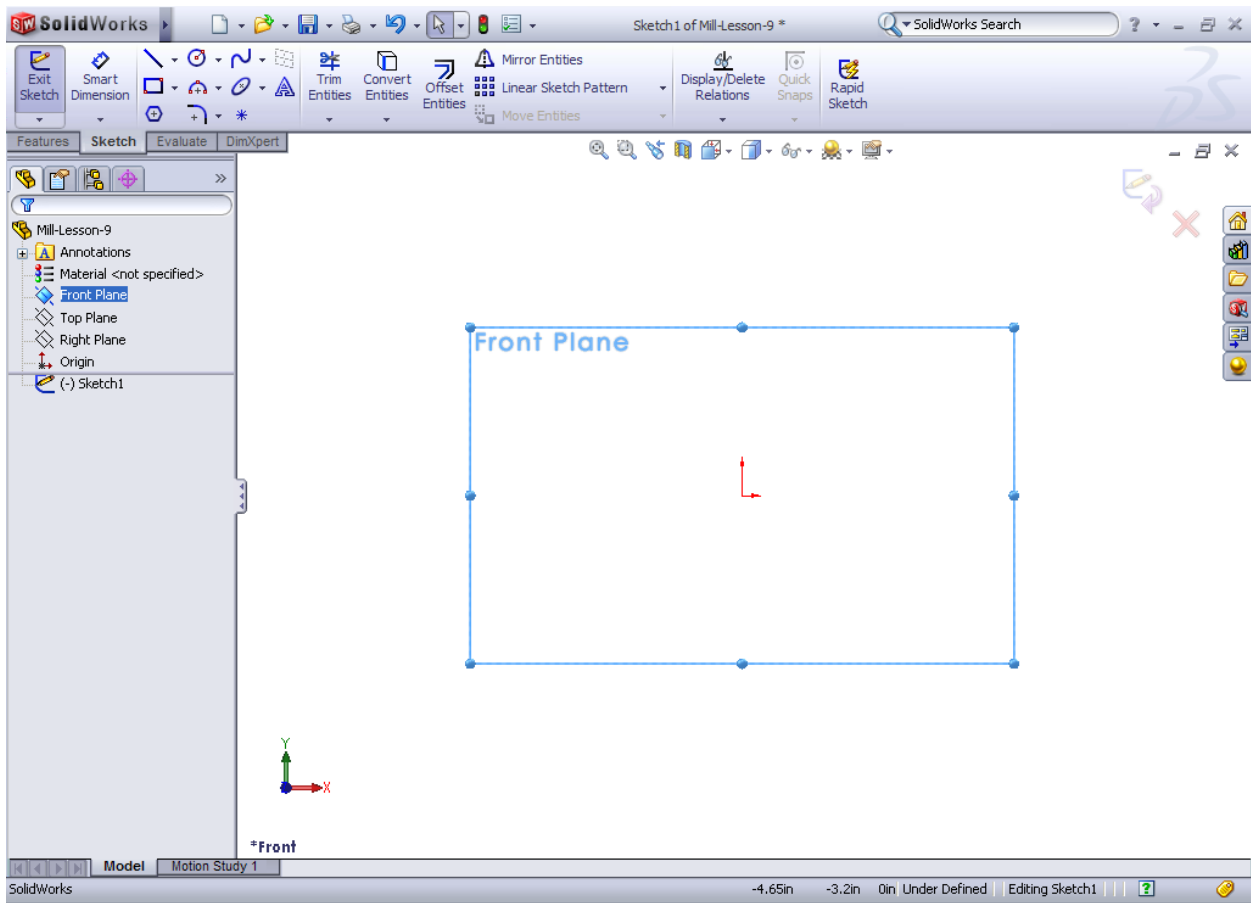 SolidWorks
Sketch1 of Mill-Lesson-9 *
SolidWorks Search
?
Exit Sketch
Smart Dimension
Trim Entities
Convert Entities
Offset Entities
Mirror Entities
Linear Sketch Pattern
Move Entities
Display/Delete Relations
Quick Snaps
Rapid Sketch
Features Sketch Evaluate DimXpert
Mill-Lesson-9
A Annotations
Material <not specified>
Front Plane
Top Plane
Right Plane
Origin
(-) Sketch1
Front Plane
Y
X
*Front
Model Motion Study 1
SolidWorks -4.65in -3.2in 0in Under Defined Editing Sketch1 ?